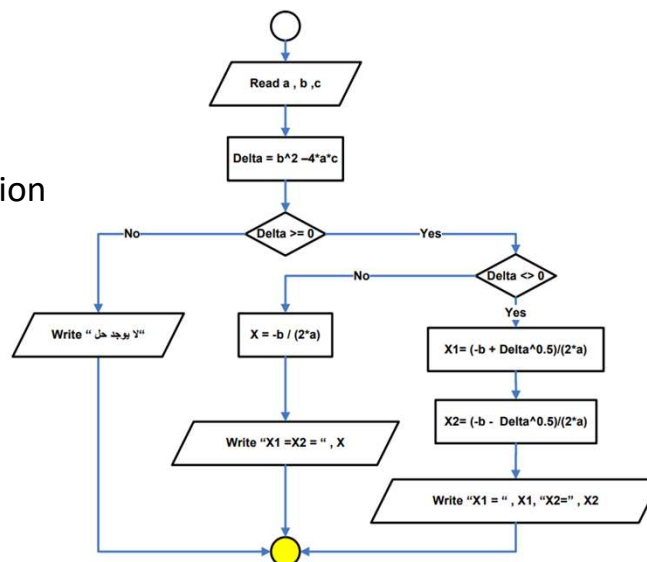 Read a , b ,c
Delta = b^2 –4*a*c
ion
Delta >= 0
No
Yes
Delta <> 0
No
Yes
Write “ لا يوجد حل“
X = -b / (2*a)
X1= (-b + Delta^0.5)/(2*a)
X2= (-b - Delta^0.5)/(2*a)
Write “X1 =X2 = “ , X
Write “X1 = “ , X1, “X2=” , X2